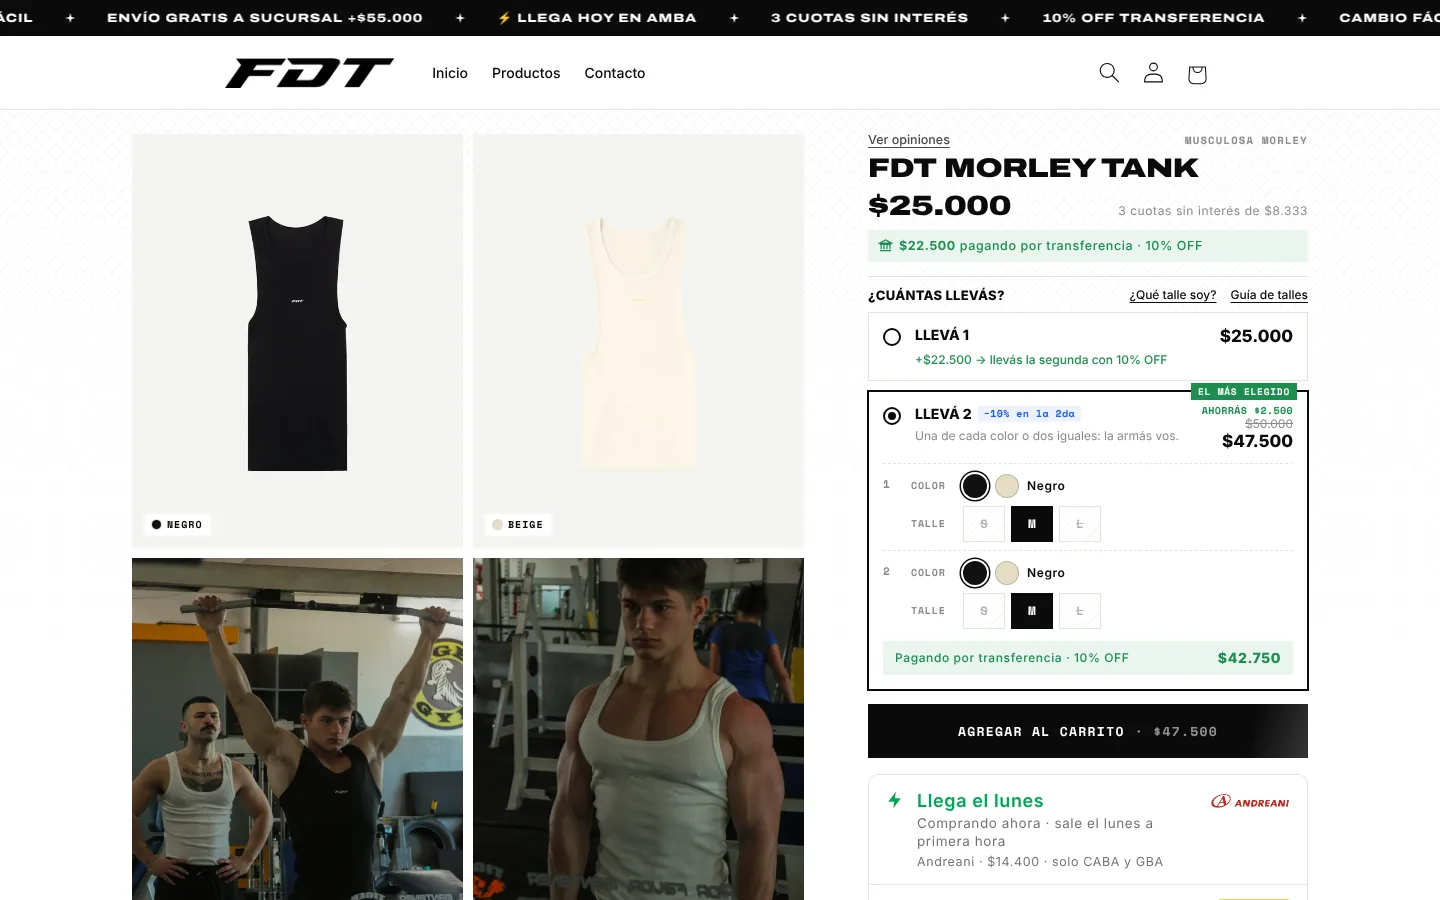 ÁCIL ✦ ENVÍO GRATIS A SUCURSAL +$55.000 ✦ ⚡ LLEGA HOY EN AMBA ✦ 3 CUOTAS SIN INTERÉS ✦ 10% OFF TRANSFERENCIA ✦ CAMBIO FÁC
FDT Inicio Productos Contacto
Ver opiniones MUSCULOSA MORLEY
FDT MORLEY TANK
$25.000 3 cuotas sin interés de $8.333
$22.500 pagando por transferencia · 10% OFF
¿CUÁNTAS LLEVÁS? ¿Qué talle soy? Guía de talles
LLEVÁ 1 $25.000
+$22.500 → llevás la segunda con 10% OFF
EL MÁS ELEGIDO
LLEVÁ 2 -10% en la 2da AHORRÁS $2.500
$50.000
Una de cada color o dos iguales: la armás vos. $47.500
1 COLOR Negro
TALLE S M L
2 COLOR Negro
TALLE S M L
Pagando por transferencia · 10% OFF $42.750
AGREGAR AL CARRITO · $47.500
Llega el lunes ANDREANI
Comprando ahora · sale el lunes a
primera hora
Andreani · $14.400 · solo CABA y GBA
FDT
NEGRO
BEIGE
FDT